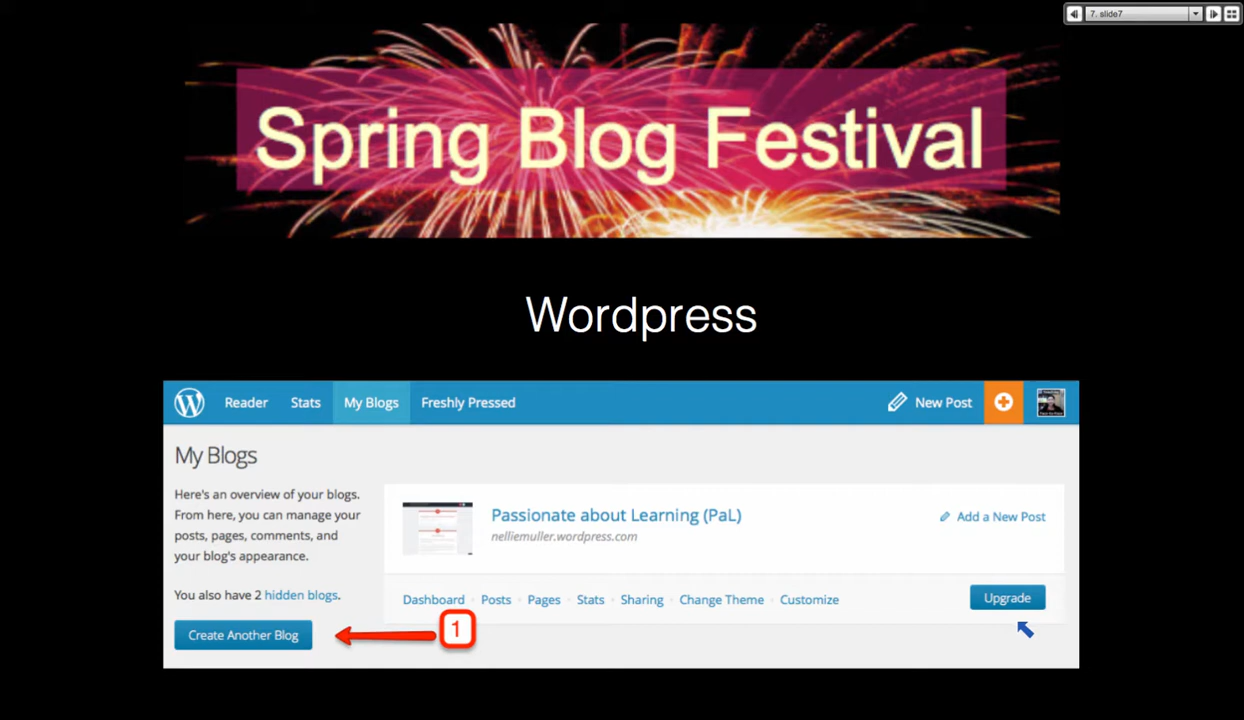 7. slide7
Spring Blog Festival
Wordpress
Reader Stats My Blogs Freshly Pressed New Post
My Blogs
Here's an overview of your blogs.
From here, you can manage your
posts, pages, comments, and
your blog's appearance.
You also have 2 hidden blogs.
Create Another Blog
1
Passionate about Learning (PaL)
nelliemuller.wordpress.com
Add a New Post
Dashboard Posts Pages Stats Sharing Change Theme Customize
Upgrade